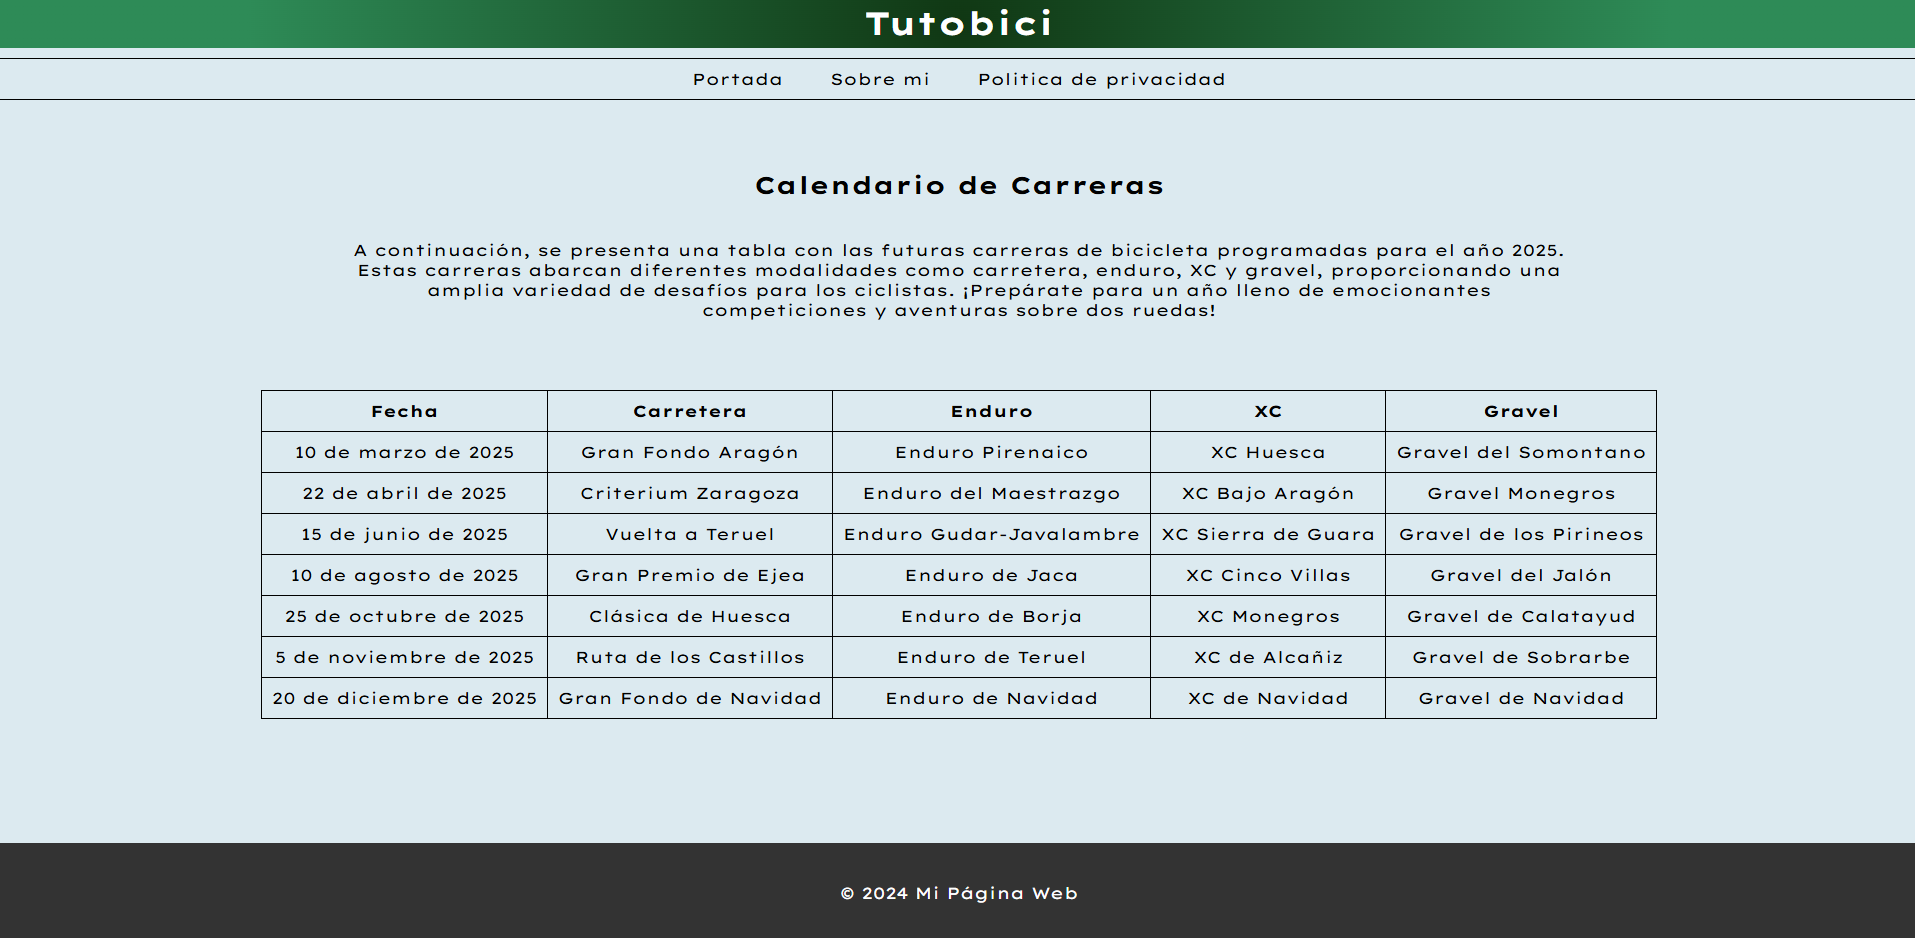 Tutobici
Portada Sobre mi Politica de privacidad
Calendario de Carreras
A continuación, se presenta una tabla con las futuras carreras de bicicleta programadas para el año 2025.
Estas carreras abarcan diferentes modalidades como carretera, enduro, XC y gravel, proporcionando una
amplia variedad de desafíos para los ciclistas. ¡Prepárate para un año lleno de emocionantes
competiciones y aventuras sobre dos ruedas!
Fecha Carretera Enduro XC Gravel
10 de marzo de 2025 Gran Fondo Aragón Enduro Pirenaico XC Huesca Gravel del Somontano
22 de abril de 2025 Criterium Zaragoza Enduro del Maestrazgo XC Bajo Aragón Gravel Monegros
15 de junio de 2025 Vuelta a Teruel Enduro Gudar-Javalambre XC Sierra de Guara Gravel de los Pirineos
10 de agosto de 2025 Gran Premio de Ejea Enduro de Jaca XC Cinco Villas Gravel del Jalón
25 de octubre de 2025 Clásica de Huesca Enduro de Borja XC Monegros Gravel de Calatayud
5 de noviembre de 2025 Ruta de los Castillos Enduro de Teruel XC de Alcañiz Gravel de Sobrarbe
20 de diciembre de 2025 Gran Fondo de Navidad Enduro de Navidad XC de Navidad Gravel de Navidad
© 2024 Mi Página Web